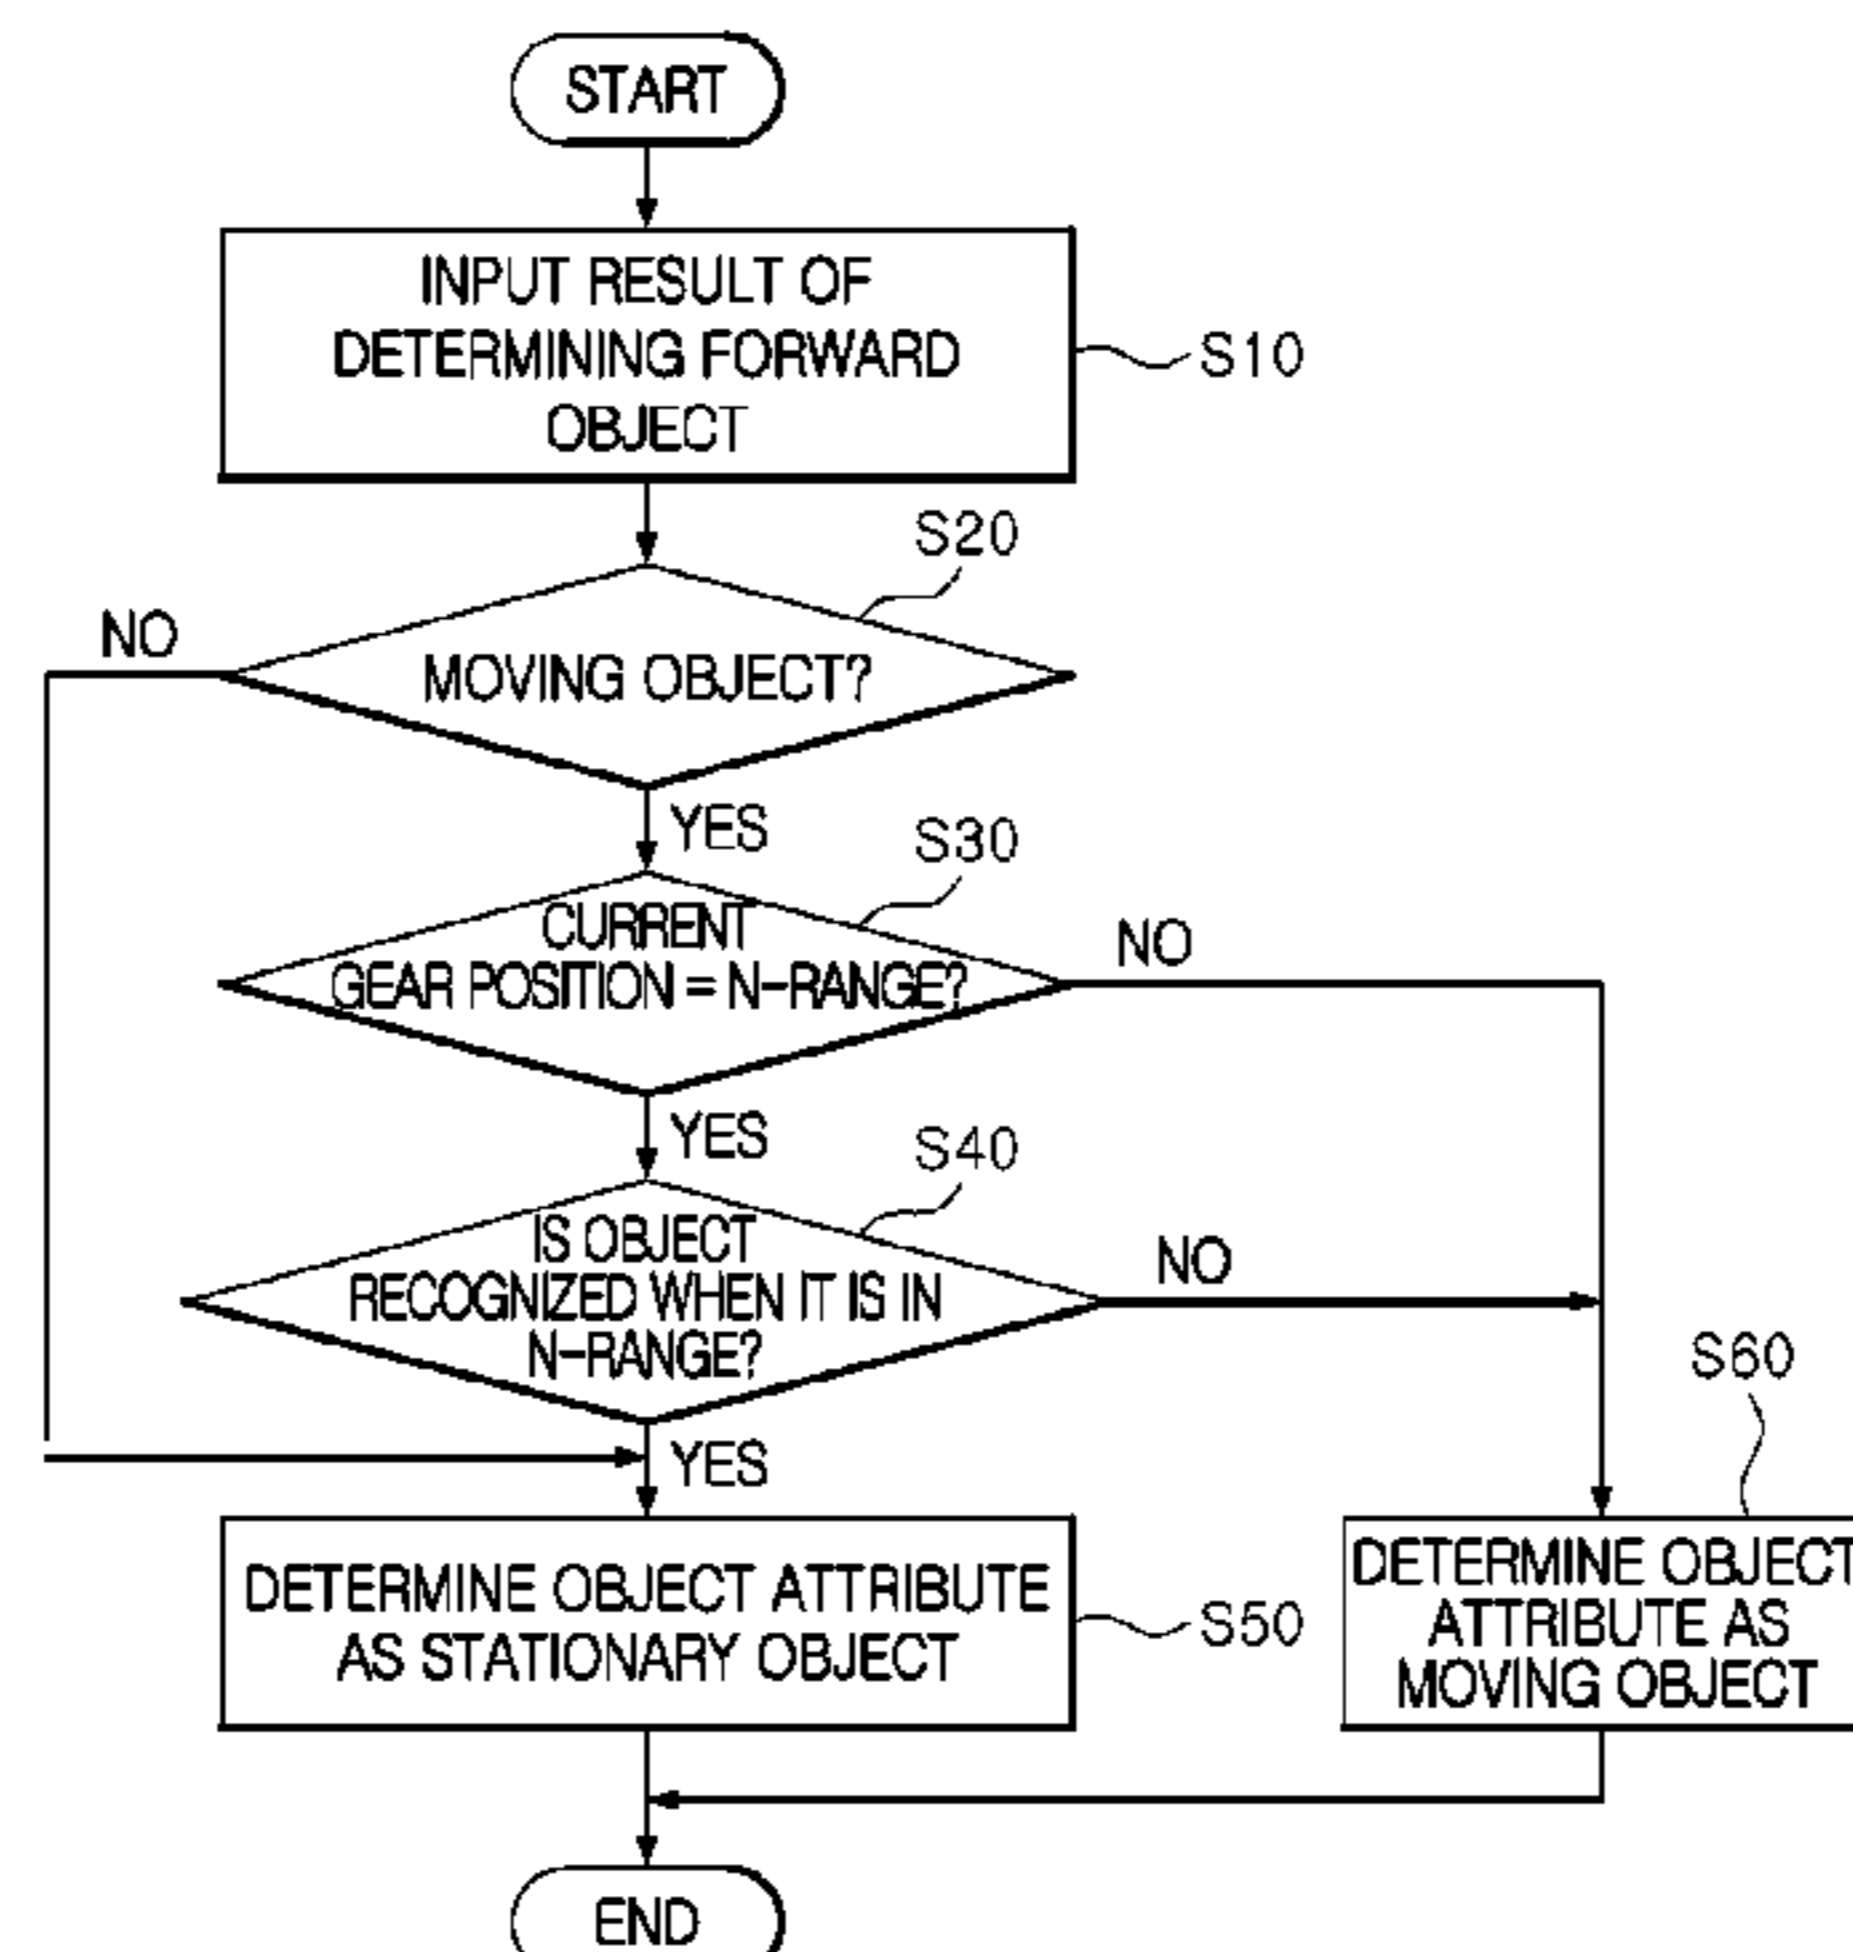 START
INPUT RESULT OF
DETERMINING FORWARD
OBJECT
S10
S20
NO
MOVING OBJECT?
YES
S30
CURRENT
GEAR POSITION = N-RANGE?
NO
YES
S40
IS OBJECT
RECOGNIZED WHEN IT IS IN
N-RANGE?
NO
YES
S60
DETERMINE OBJECT ATTRIBUTE
AS STATIONARY OBJECT
S50
DETERMINE OBJECT
ATTRIBUTE AS
MOVING OBJECT
END